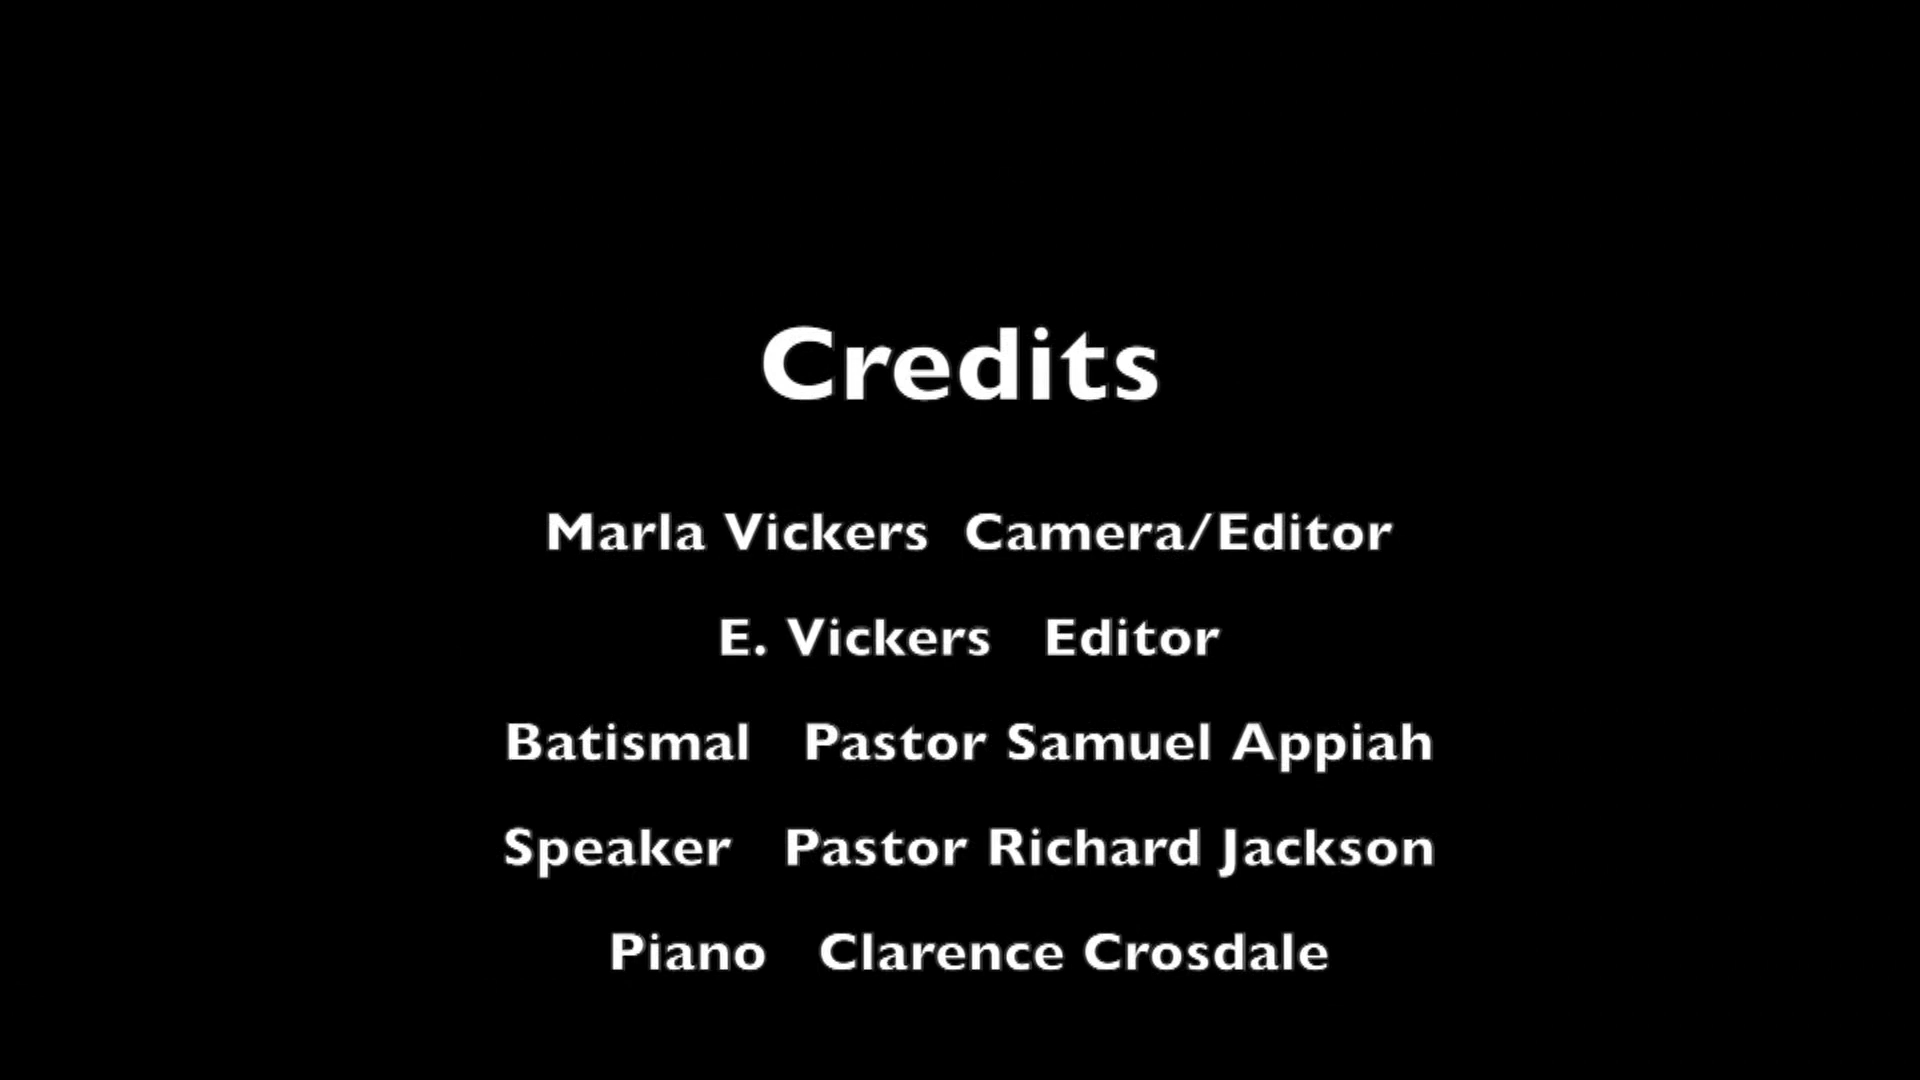 Credits
Marla Vickers  Camera/Editor
E. Vickers   Editor
Batismal   Pastor Samuel Appiah
Speaker   Pastor Richard Jackson
Piano   Clarence Crosdale